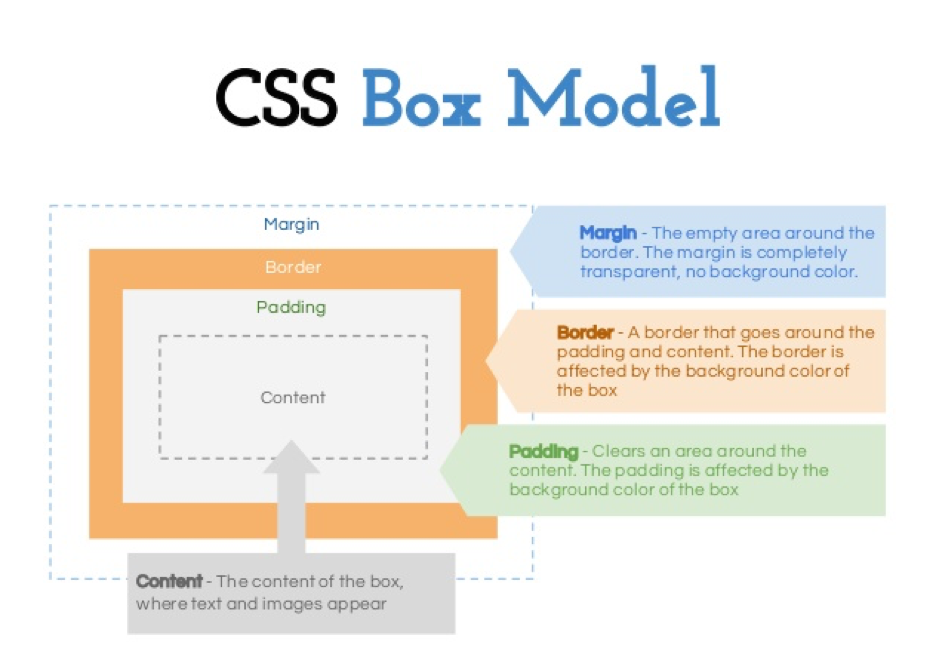 CSS Box Model
Margin
Border
Padding
Content
Margin - The empty area around the
border. The margin is completely
transparent, no background color.
Border - A border that goes around the
padding and content. The border is
affected by the background color of
the box
Padding - Clears an area around the
content. The padding is affected by the
background color of the box
Content - The content of the box,
where text and images appear